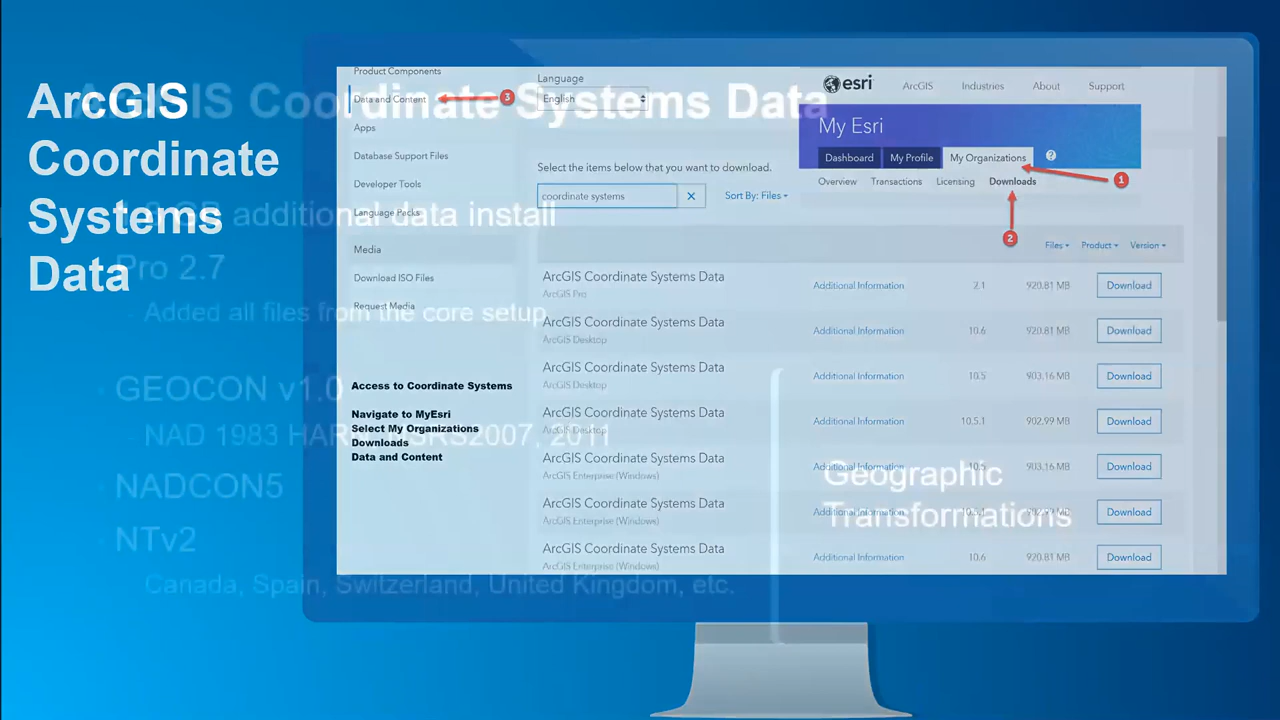 ArcGIS
Coordinate
Systems
Data
ArcGIS Coordinate Systems Data
additional data install
Pro 2.7
- Added all files from the core setup
GEOCON v1.0
- NAD 1983 HARN, NSRS2007, 2011
NADCON5
NTv2
Canada, Spain, Switzerland, United Kingdom, etc.
Geographic
Transformations
Product Components
Data and Content
3
Apps
Database Support Files
Developer Tools
Language Packs
Media
Download ISO Files
Request Media
Access to Coordinate Systems
Navigate to MyEsri
Select My Organizations
Downloads
Data and Content
Language
English
Select the items below that you want to download.
coordinate systems ✕ Sort By: Files
esri ArcGIS Industries About Support
My Esri
Dashboard My Profile My Organizations ?
Overview Transactions Licensing Downloads
1
2
Files Product Version
ArcGIS Coordinate Systems Data
ArcGIS Pro
Additional Information 2.1 920.81 MB Download
ArcGIS Coordinate Systems Data
ArcGIS Desktop
Additional Information 10.6 920.81 MB Download
ArcGIS Coordinate Systems Data
ArcGIS Desktop
Additional Information 10.5 903.16 MB Download
ArcGIS Coordinate Systems Data
ArcGIS Desktop
Additional Information 10.5.1 902.99 MB Download
ArcGIS Coordinate Systems Data
ArcGIS Enterprise (Windows)
Additional Information 10.5 903.16 MB Download
ArcGIS Coordinate Systems Data
ArcGIS Enterprise (Windows)
Additional Information 10.5.1 902.99 MB Download
ArcGIS Coordinate Systems Data
ArcGIS Enterprise (Windows)
Additional Information 10.6 920.81 MB Download